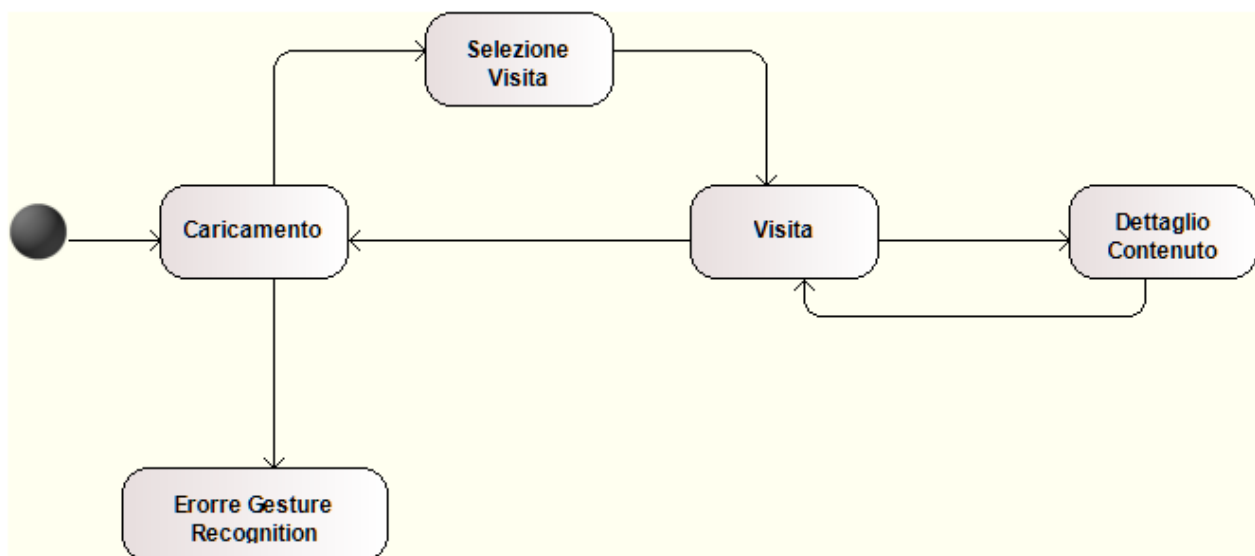 Selezione
Visita
Caricamento
Visita
Dettaglio
Contenuto
Erorre Gesture
Recognition